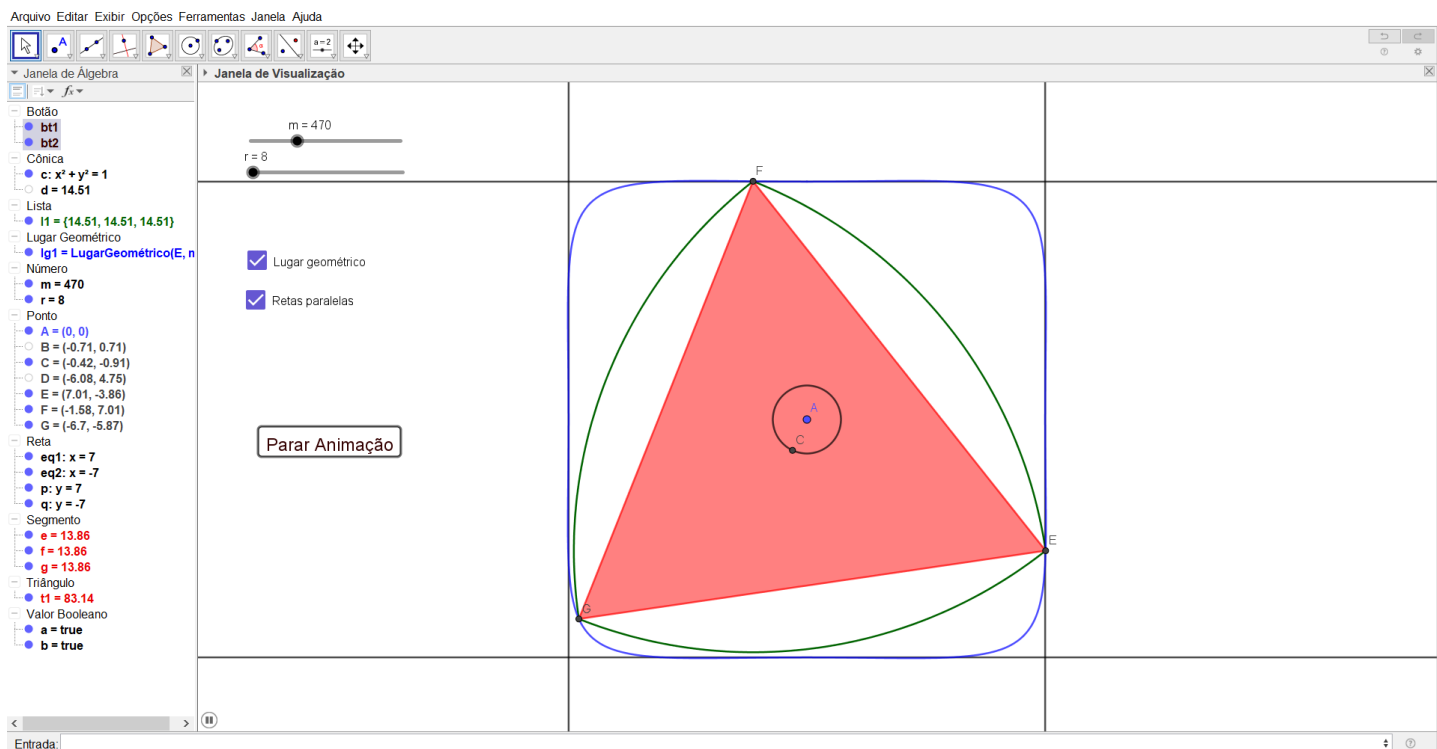 Arquivo Editar Exibir Opções Ferramentas Janela Ajuda
A
α
a = 2
Janela de Álgebra
Janela de Visualização
fx
Botão
bt1
bt2
Cônica
c: x² + y² = 1
d = 14.51
Lista
l1 = {14.51, 14.51, 14.51}
Lugar Geométrico
lg1 = LugarGeométrico(E, n
Número
m = 470
r = 8
Ponto
A = (0, 0)
B = (-0.71, 0.71)
C = (-0.42, -0.91)
D = (-6.08, 4.75)
E = (7.01, -3.86)
F = (-1.58, 7.01)
G = (-6.7, -5.87)
Reta
eq1: x = 7
eq2: x = -7
p: y = 7
q: y = -7
Segmento
e = 13.86
f = 13.86
g = 13.86
Triângulo
t1 = 83.14
Valor Booleano
a = true
b = true
m = 470
r = 8
Lugar geométrico
Retas paralelas
Parar Animação
F
A
C
E
G
Entrada: